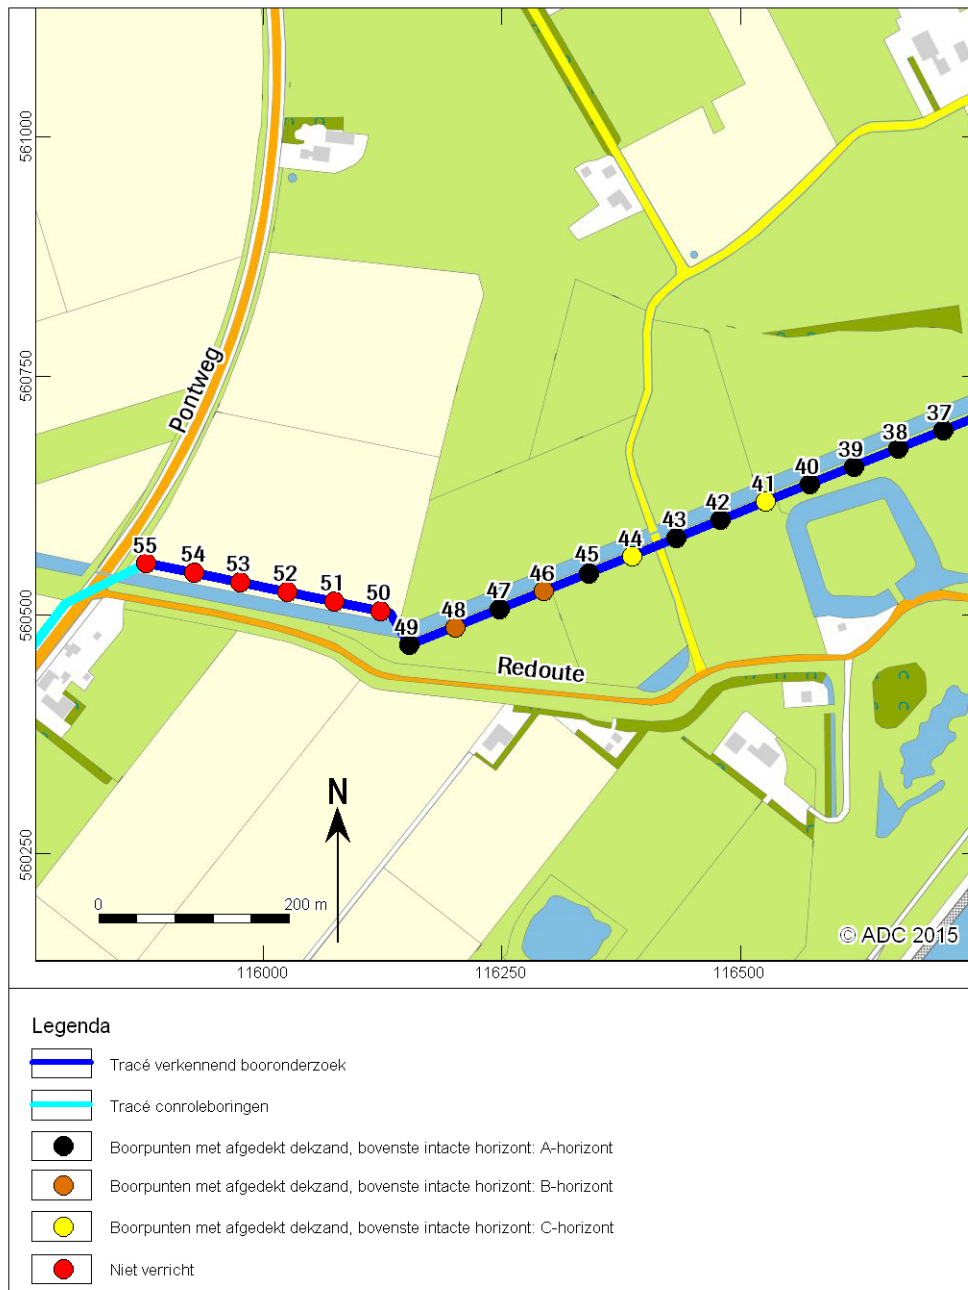 561000
560750
560500
560250
Pontweg
37
38
39
40
41
42
43
44
45
46
47
48
49
50
51
52
53
54
55
Redoute
N
0 200 m
© ADC 2015
116000 116250 116500
Legenda
Tracé verkennend booronderzoek
Tracé conroleboringen
Boorpunten met afgedekt dekzand, bovenste intacte horizont: A-horizont
Boorpunten met afgedekt dekzand, bovenste intacte horizont: B-horizont
Boorpunten met afgedekt dekzand, bovenste intacte horizont: C-horizont
Niet verricht